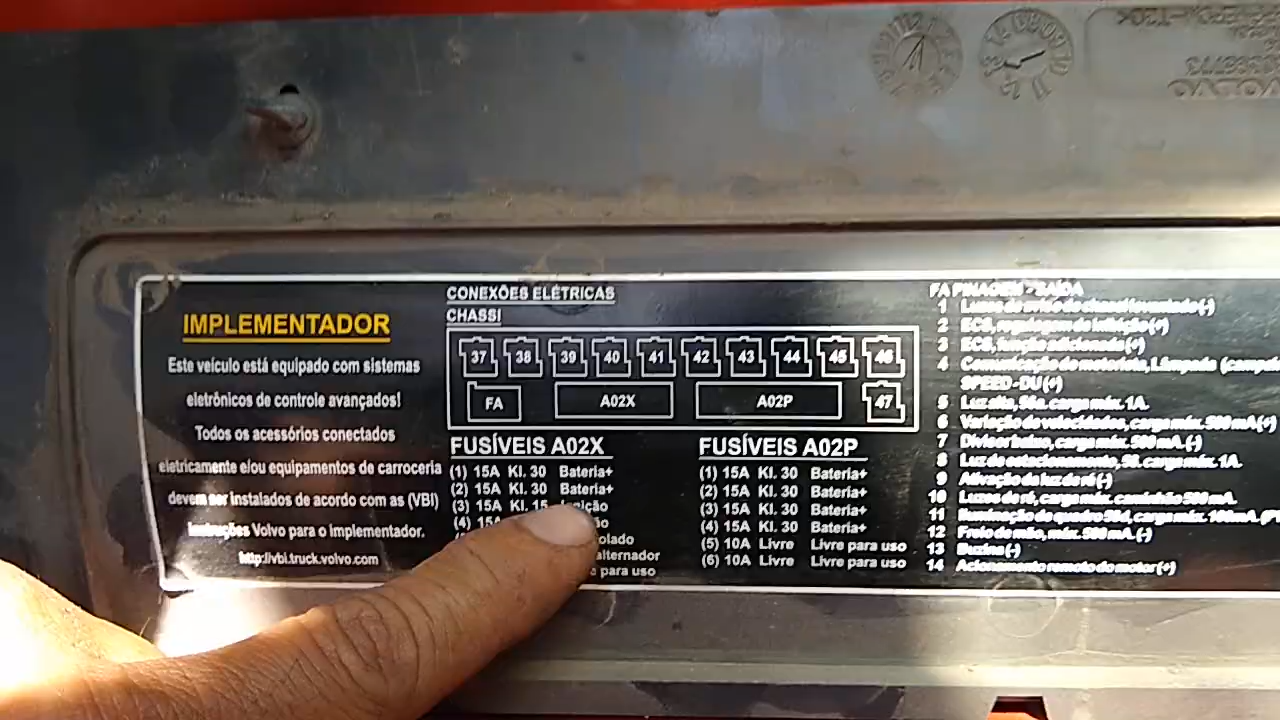 VOLVO
IMPLEMENTADOR
Este veículo está equipado com sistemas
eletrônicos de controle avançados!
Todos os acessórios conectados
eletricamente e/ou equipamentos de carroceria
devem ser instalados de acordo com as (VBI)
Instruções Volvo para o implementador.
http://vbi.truck.volvo.com
CONEXÕES ELÉTRICAS
CHASSI
37 38 39 40 41 42 43 44 45 46
FA A02X A02P 47
FUSÍVEIS A02X
(1) 15A Kl. 30 Bateria+
(2) 15A Kl. 30 Bateria+
(3) 15A Kl. 15 Ignição
(4) 15A
alternador
para uso
FUSÍVEIS A02P
(1) 15A Kl. 30 Bateria+
(2) 15A Kl. 30 Bateria+
(3) 15A Kl. 30 Bateria+
(4) 15A Kl. 30 Bateria+
(5) 10A Livre Livre para uso
(6) 10A Livre Livre para uso
FA PINAGEM - SAÍDA
1 Luzes de aviso de chassi levantado (-)
2 ECS, regulagem de
3 ECS, função adicionada (+)
4 Comunicação do motorista, Lâmpada
SPEED - DU (+)
5 Luz alta, 56a. carga máx. 1A.
6 Variação de velocidades, carga máx. 500 mA (+)
7 Divisor baixo, carga máx. 500 mA. (-)
8 Luz de estacionamento, 58. carga máx. 1A.
9 Ativação da luz de ré (-)
10 Luzes de ré, carga máx. caminhão 500 mA.
11 Iluminação de quadro 58d, carga máx. 100mA.
12 Freio de mão, máx. 500 mA. (-)
13 Buzina (-)
14 Acionamento remoto do motor (+)